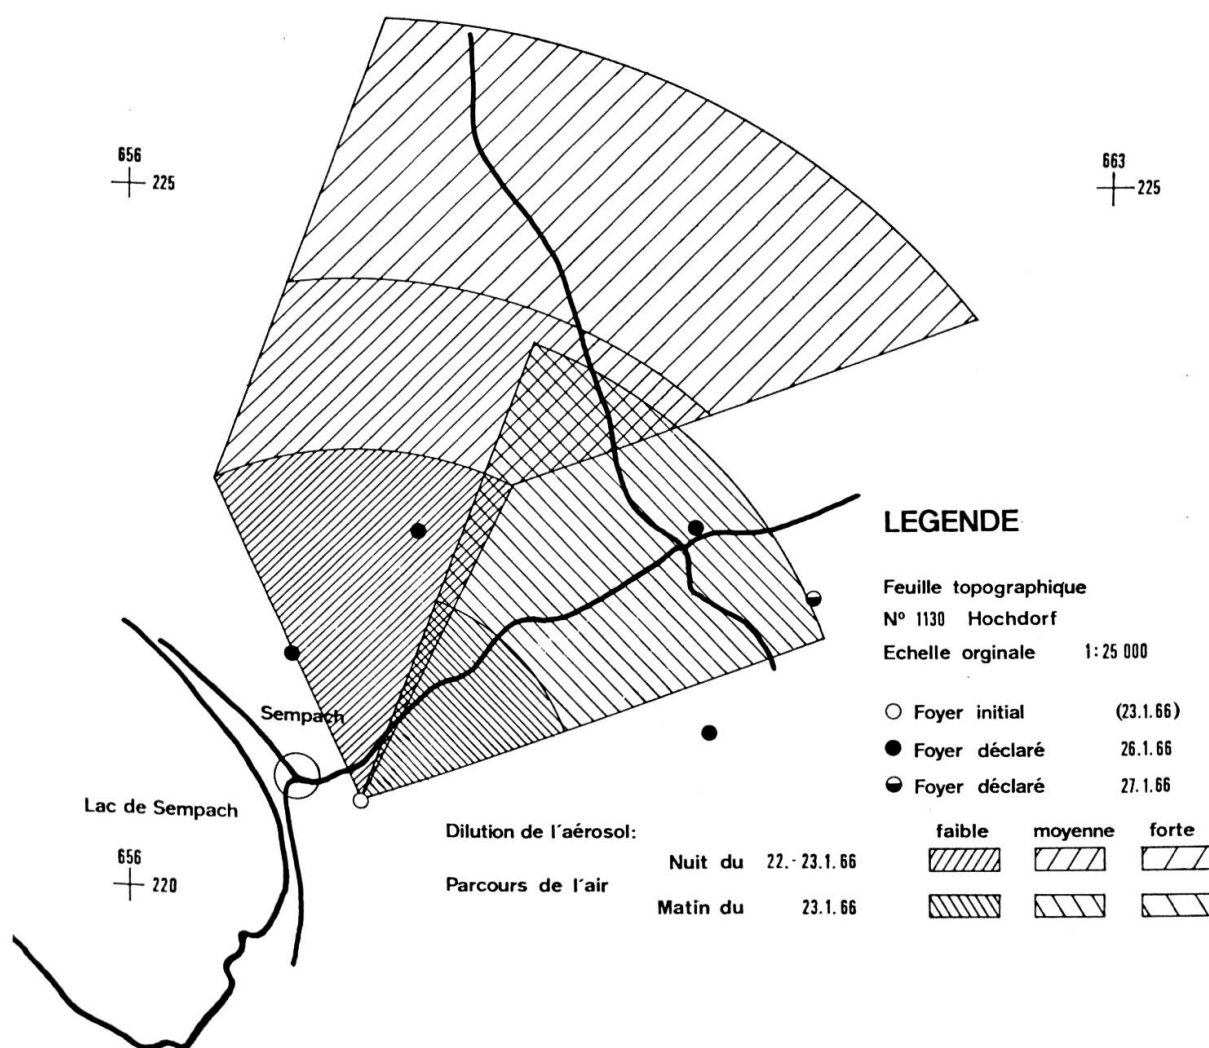 656
225
663
225
LEGENDE
Feuille topographique
Nº 1130 Hochdorf
Echelle orginale 1:25 000
Foyer initial (23.1.66)
Foyer déclaré 26.1.66
Foyer déclaré 27.1.66
Sempach
Lac de Sempach
656
220
Dilution de l'aérosol: faible moyenne forte
Nuit du 22.-23.1.66
Parcours de l'air
Matin du 23.1.66